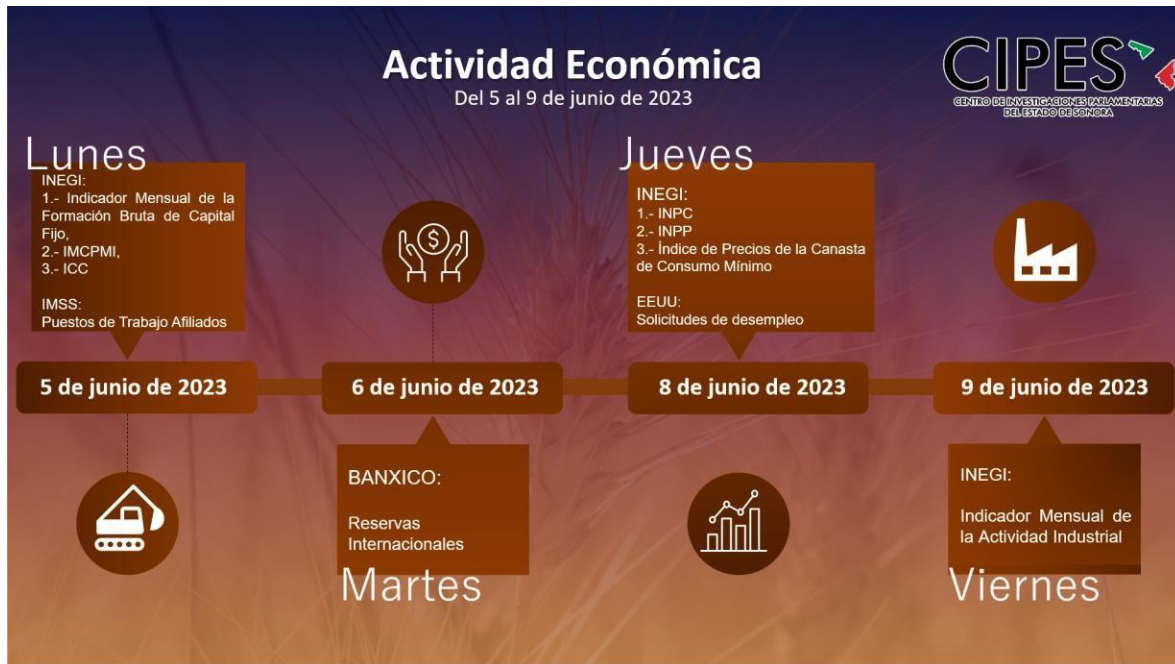 Actividad Económica
Del 5 al 9 de junio de 2023
CIPES
CENTRO DE INVESTIGACIONES PARLAMENTARIAS
DEL ESTADO DE SONORA
Lunes
INEGI:
1.- Indicador Mensual de la
Formación Bruta de Capital
Fijo,
2.- IMCPMI,
3.- ICC
IMSS:
Puestos de Trabajo Afiliados
5 de junio de 2023
$
6 de junio de 2023
BANXICO:
Reservas
Internacionales
Martes
Jueves
INEGI:
1.- INPC
2.- INPP
3.- Índice de Precios de la Canasta
de Consumo Mínimo
EEUU:
Solicitudes de desempleo
8 de junio de 2023
9 de junio de 2023
INEGI:
Indicador Mensual de
la Actividad Industrial
Viernes